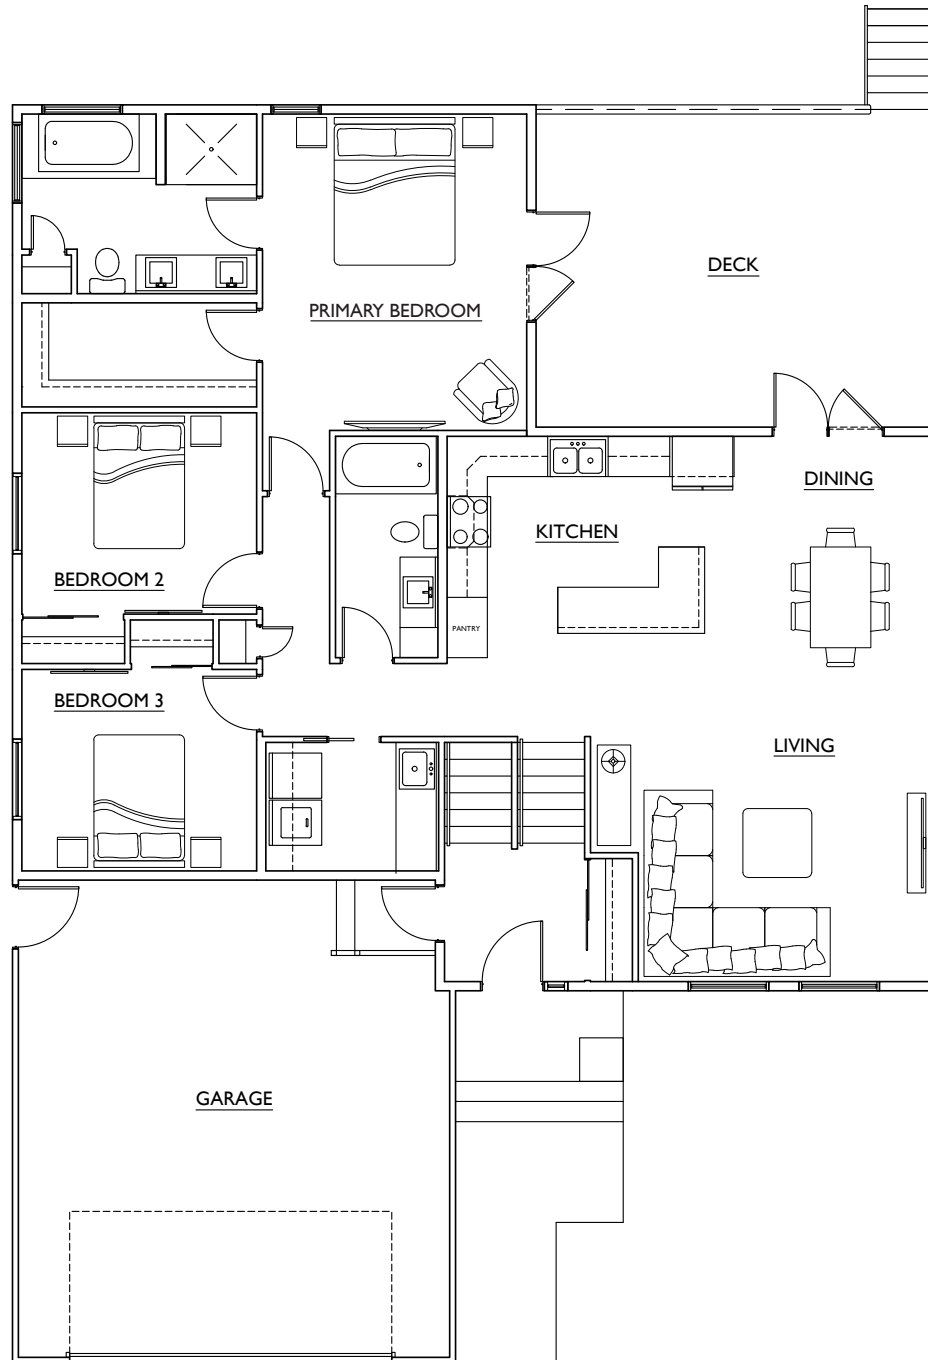 DECK
PRIMARY BEDROOM
DINING
KITCHEN
BEDROOM 2
PANTRY
BEDROOM 3
LIVING
GARAGE